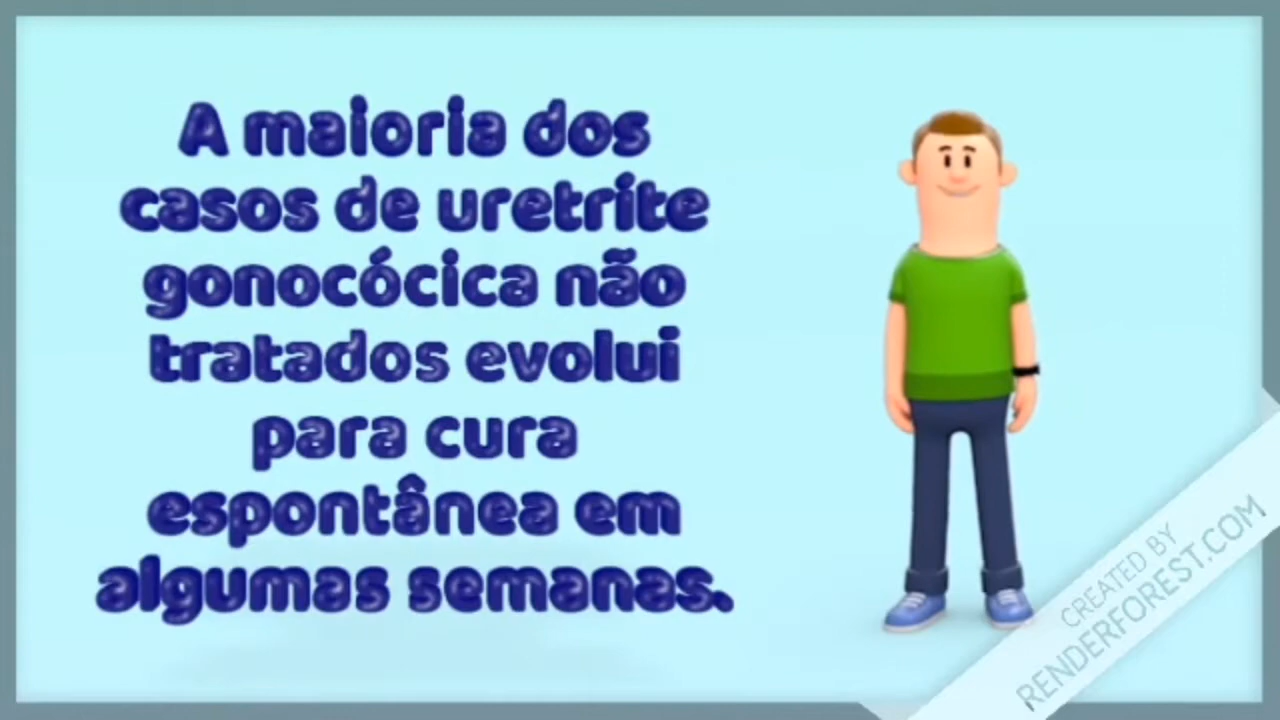 A maioria dos
casos de uretrite
gonocócica não
tratados evolui
para cura
espontânea em
algumas semanas.
CREATED BY
RENDERFOREST.COM